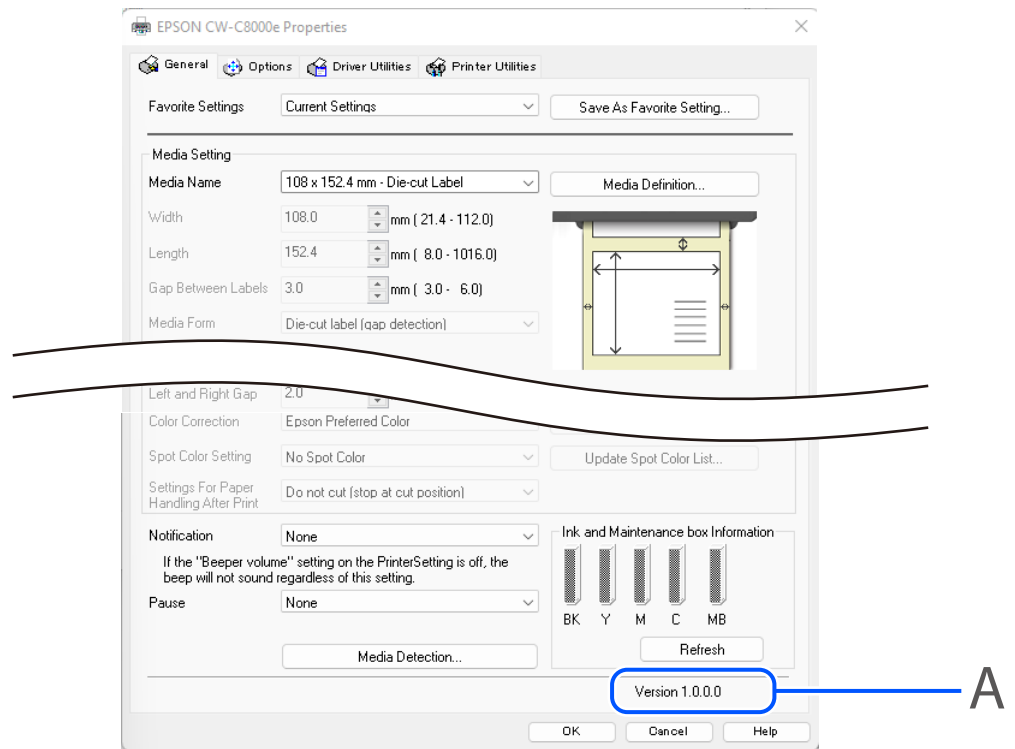 EPSON CW-C8000e Properties
General Options Driver Utilities Printer Utilities
Favorite Settings Current Settings Save As Favorite Setting...
Media Setting
Media Name 108 x 152.4 mm - Die-cut Label Media Definition...
Width 108.0 mm ( 21.4 - 112.0)
Length 152.4 mm ( 8.0 - 1016.0)
Gap Between Labels 3.0 mm ( 3.0 - 6.0)
Media Form Die-cut label (gap detection)
Left and Right Gap 2.0
Color Correction Epson Preferred Color
Spot Color Setting No Spot Color Update Spot Color List...
Settings For Paper
Handling After Print Do not cut (stop at cut position)
Notification None
If the "Beeper volume" setting on the PrinterSetting is off, the
beep will not sound regardless of this setting.
Pause None
Media Detection...
Ink and Maintenance box Information
BK Y M C MB
Refresh
Version 1.0.0.0
A
OK Cancel Help